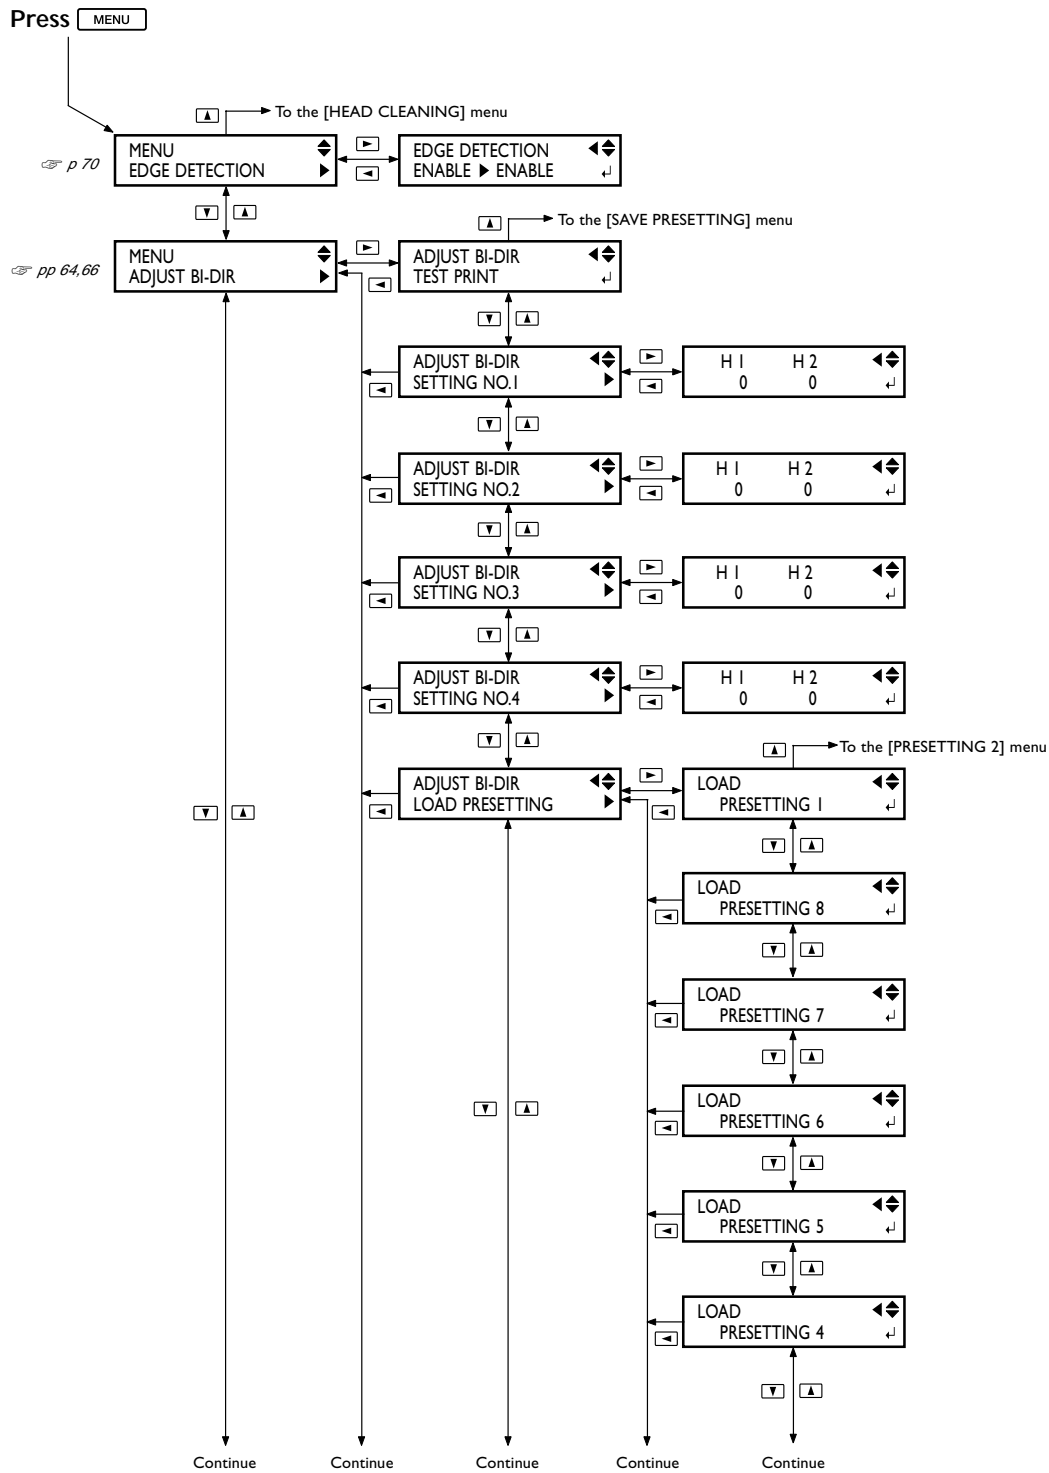 Press MENU
To the [HEAD CLEANING] menu
☞ p 70
MENU
EDGE DETECTION
EDGE DETECTION
ENABLE ▶ ENABLE
To the [SAVE PRESETTING] menu
☞ pp 64,66
MENU
ADJUST BI-DIR
ADJUST BI-DIR
TEST PRINT
ADJUST BI-DIR
SETTING NO.1
H 1 H 2
0 0
ADJUST BI-DIR
SETTING NO.2
H 1 H 2
0 0
ADJUST BI-DIR
SETTING NO.3
H 1 H 2
0 0
ADJUST BI-DIR
SETTING NO.4
H 1 H 2
0 0
To the [PRESETTING 2] menu
ADJUST BI-DIR
LOAD PRESETTING
LOAD
PRESETTING 1
LOAD
PRESETTING 8
LOAD
PRESETTING 7
LOAD
PRESETTING 6
LOAD
PRESETTING 5
LOAD
PRESETTING 4
Continue Continue Continue Continue Continue